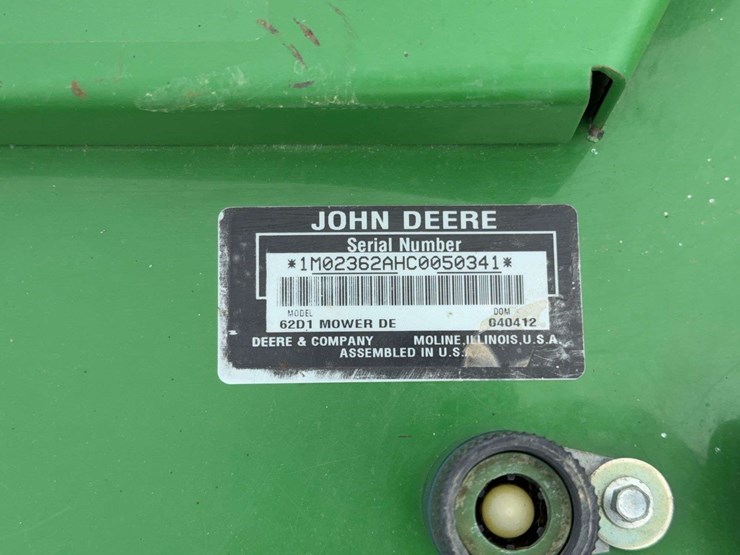 JOHN DEERE
Serial Number
*1M02362AHC0050341*
MODEL DOM
62D1 MOWER DE 040412
DEERE & COMPANY MOLINE, ILLINOIS, U.S.A
ASSEMBLED IN U.S.